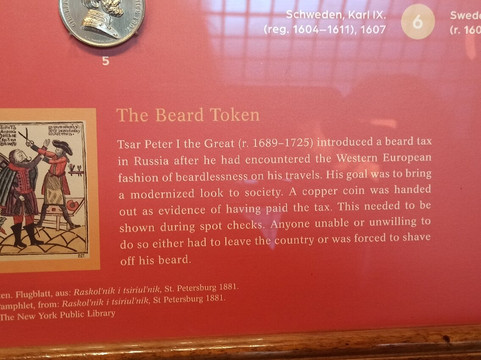 Schweden, Karl IX.
(reg. 1604–1611), 1607
6
Swede
(r. 160
5
The Beard Token
Tsar Peter I the Great (r. 1689–1725) introduced a beard tax
in Russia after he had encountered the Western European
fashion of beardlessness on his travels. His goal was to bring
a modernized look to society. A copper coin was handed
out as evidence of having paid the tax. This needed to be
shown during spot checks. Anyone unable or unwilling to
do so either had to leave the country or was forced to shave
off his beard.
en. Flugblatt, aus: Raskol'nik i tsiriul'nik, St. Petersburg 1881.
amphlet, from: Raskol'nik i tsiriul'nik, St Petersburg 1881.
The New York Public Library